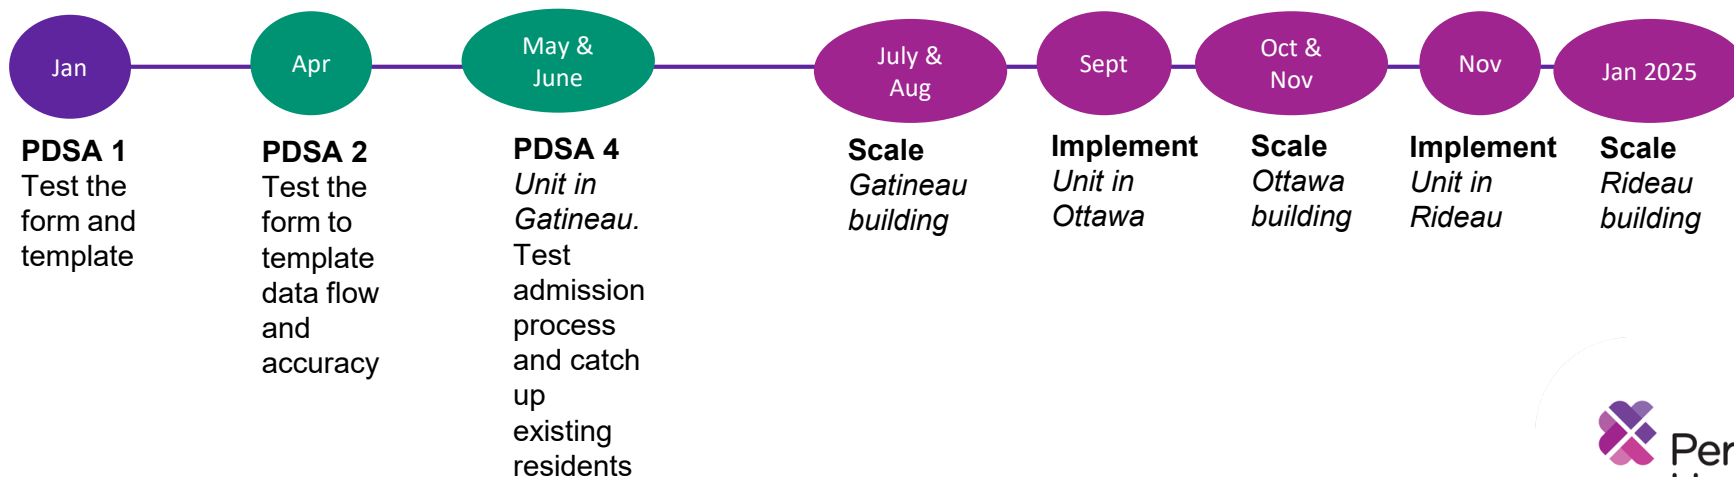 Jan
Apr
May &
June
July &
Aug
Sept
Oct &
Nov
Nov
Jan 2025
PDSA 1
Test the
form and
template
PDSA 2
Test the
form to
template
data flow
and
accuracy
PDSA 4
Unit in
Gatineau.
Test
admission
process
and catch
up
existing
residents
Scale
Gatineau
building
Implement
Unit in
Ottawa
Scale
Ottawa
building
Implement
Unit in
Rideau
Scale
Rideau
building
Per